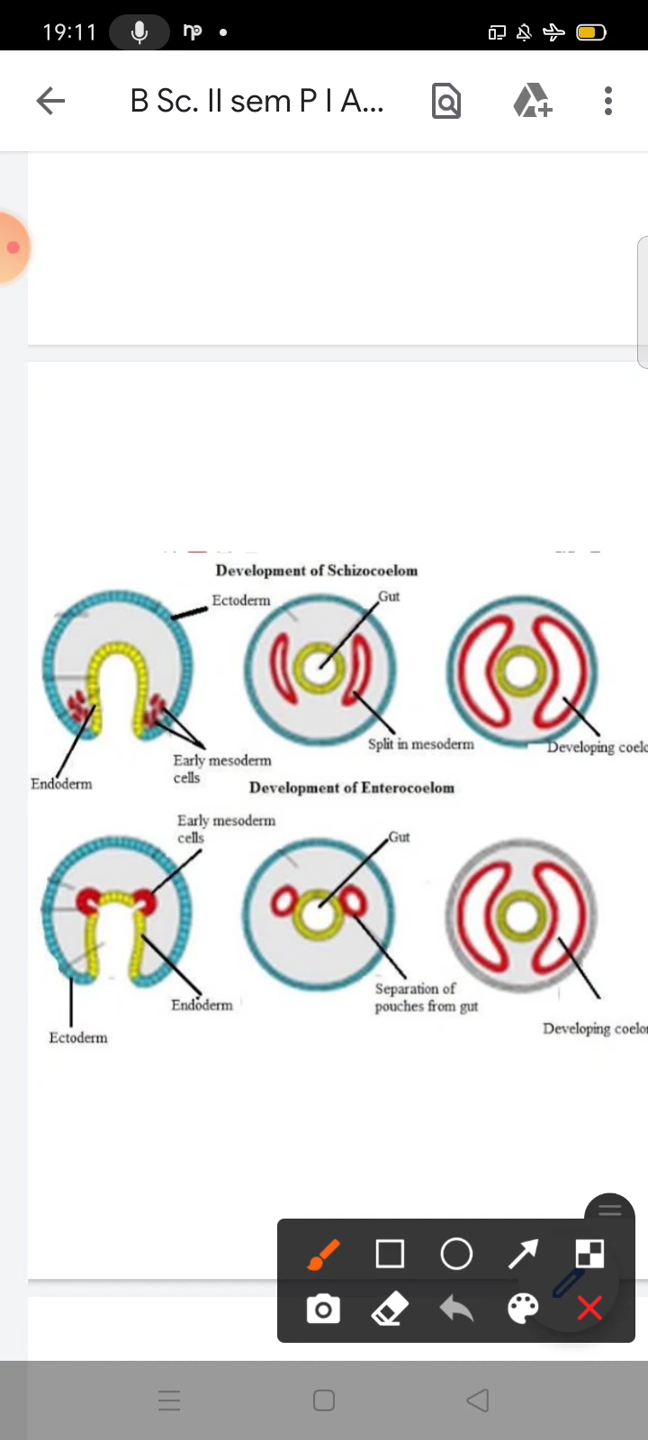 19:11
B Sc. II sem P I A...
Development of Schizocoelom
Ectoderm
Gut
Split in mesoderm
Early mesoderm
cells
Endoderm
Developing coelo
Development of Enterocoelom
Early mesoderm
cells
Gut
Endoderm
Separation of
pouches from gut
Ectoderm
Developing coelo